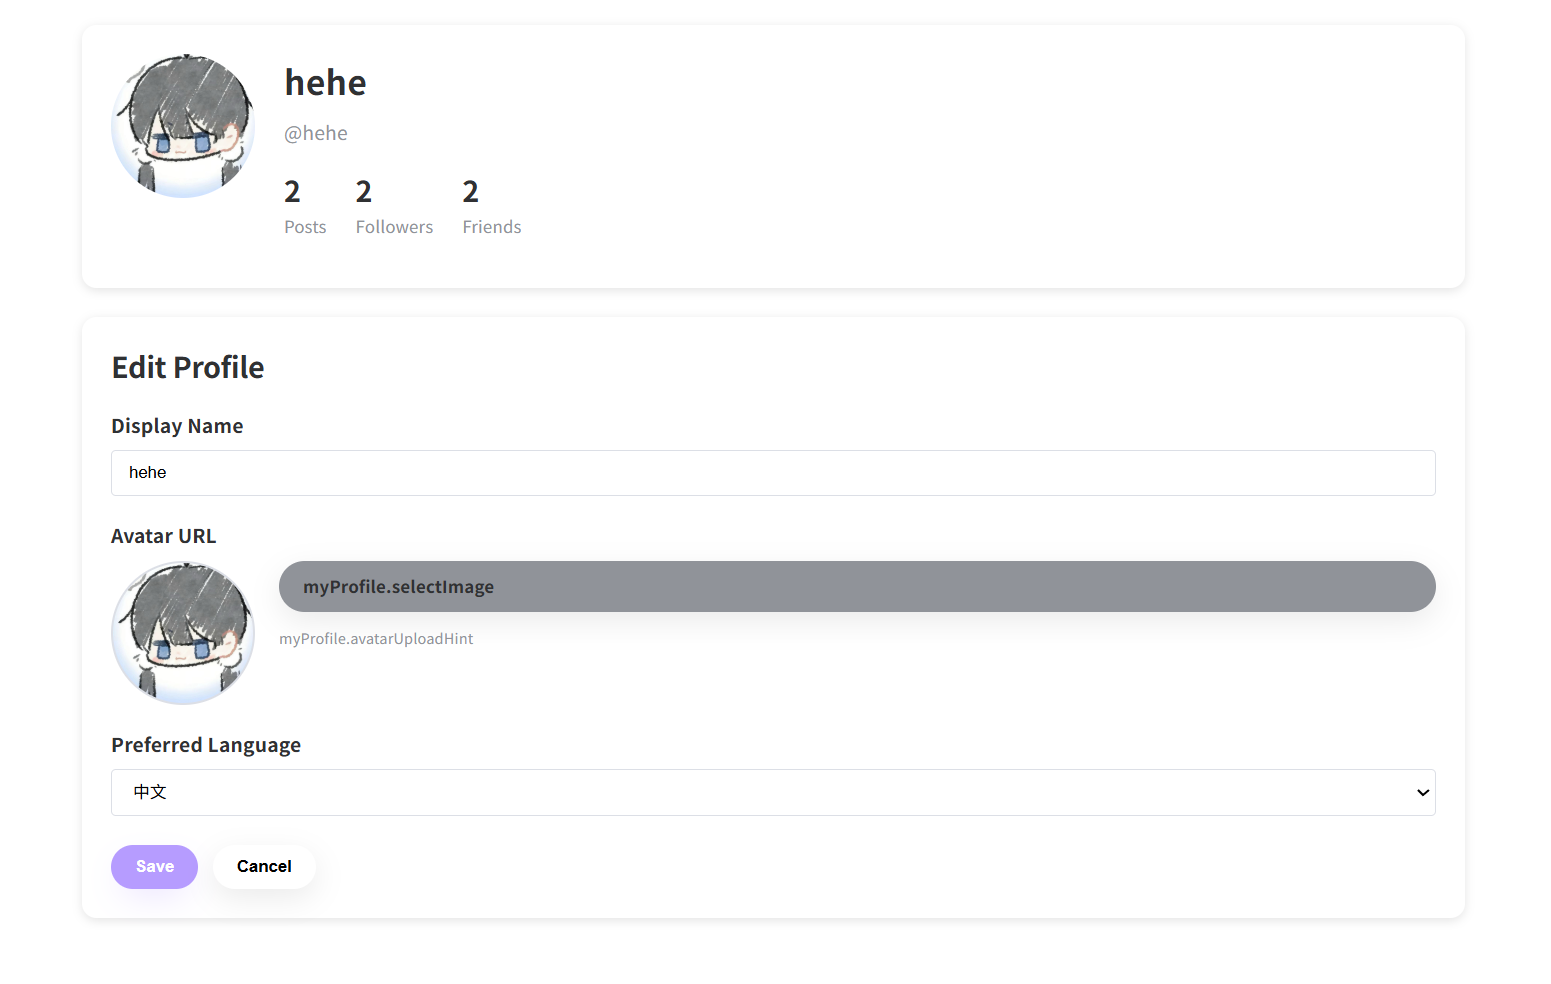 hehe
@hehe
2 2 2
Posts Followers Friends
Edit Profile
Display Name
hehe
Avatar URL
myProfile.selectImage
myProfile.avatarUploadHint
Preferred Language
中文
Save Cancel